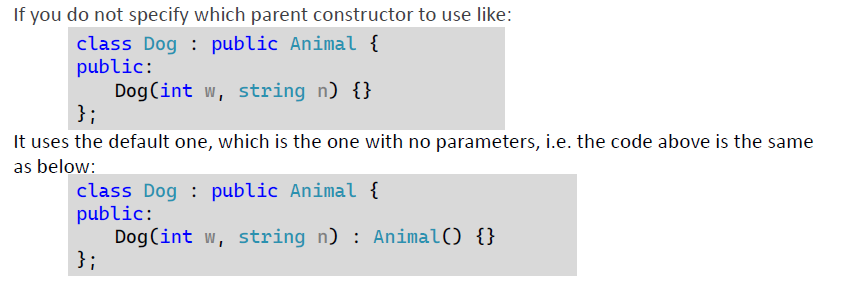 If you do not specify which parent constructor to use like:
class Dog : public Animal {
public:
    Dog(int w, string n) {}
};
It uses the default one, which is the one with no parameters, i.e. the code above is the same
as below:
class Dog : public Animal {
public:
    Dog(int w, string n) : Animal() {}
};